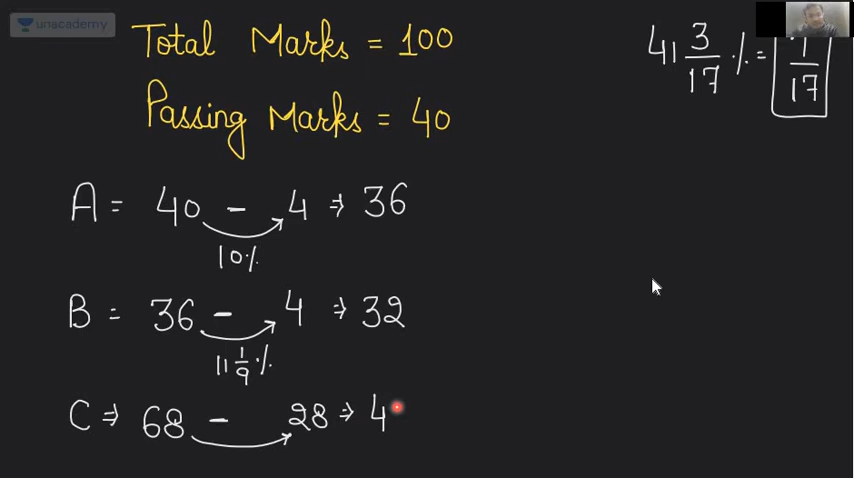 unacademy
Total Marks = 100
41 3/17 % = 7/17
Passing Marks = 40
A = 40 - 4 ⇒ 36
10%
B = 36 - 4 ⇒ 32
11 1/9 %
C ⇒ 68 - 28 ⇒ 4